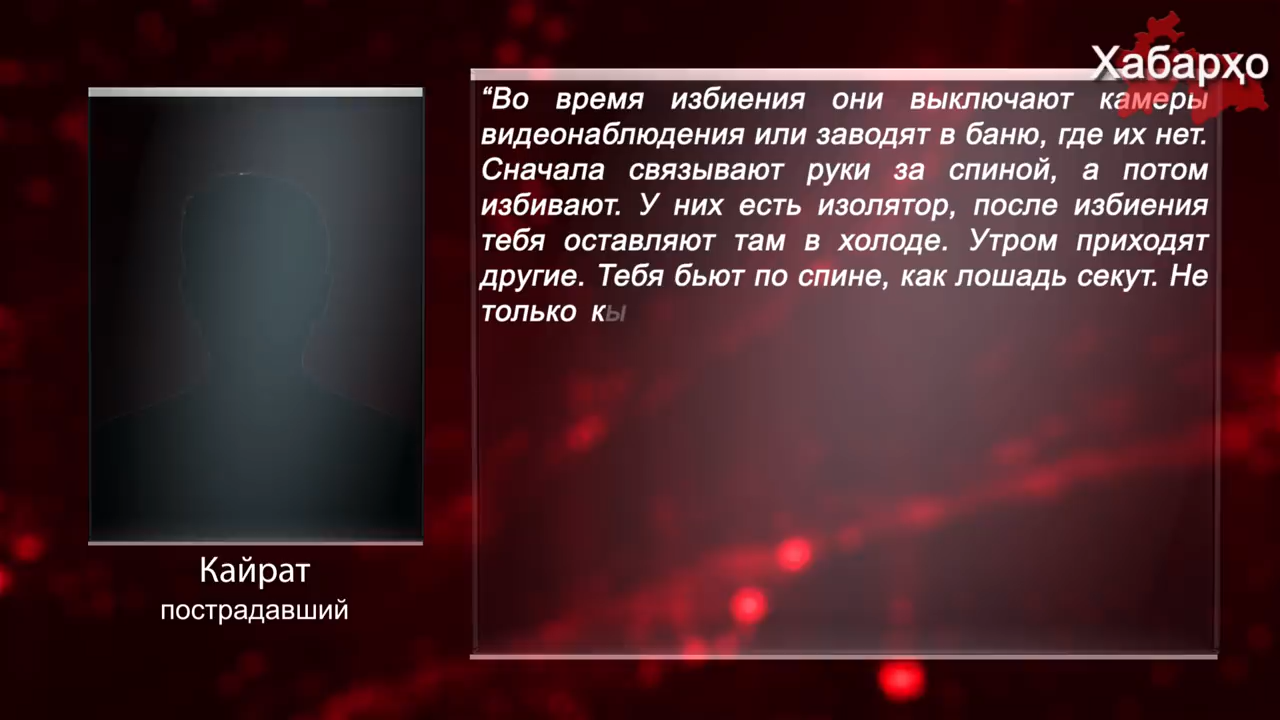 Хабарҳо
“Во время избиения они выключают камеры
видеонаблюдения или заводят в баню, где их нет.
Сначала связывают руки за спиной, а потом
избивают. У них есть изолятор, после избиения
тебя оставляют там в холоде. Утром приходят
другие. Тебя бьют по спине, как лошадь секут. Не
только кы
Кайрат
пострадавший